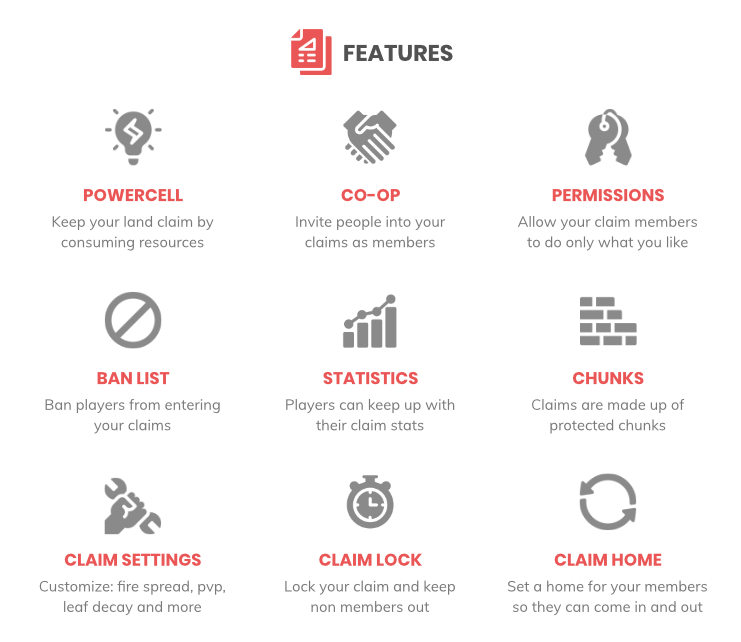 FEATURES
POWERCELL
Keep your land claim by
consuming resources
CO-OP
Invite people into your
claims as members
PERMISSIONS
Allow your claim members
to do only what you like
BAN LIST
Ban players from entering
your claims
STATISTICS
Players can keep up with
their claim stats
CHUNKS
Claims are made up of
protected chunks
CLAIM SETTINGS
Customize: fire spread, pvp,
leaf decay and more
CLAIM LOCK
Lock your claim and keep
non members out
CLAIM HOME
Set a home for your members
so they can come in and out